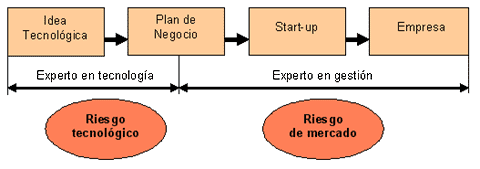 Idea
Tecnológica
Plan de
Negocio
Start-up
Empresa
Experto en tecnología
Experto en gestión
Riesgo
tecnológico
Riesgo
de mercado